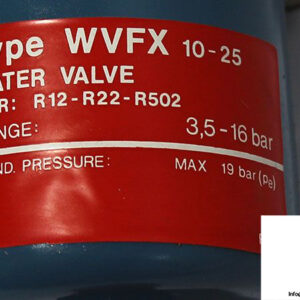 ype WVFX 10-25
ATER VALVE
R: R12-R22-R502
NGE: 3,5-16 bar
ND. PRESSURE: MAX 19 bar (pe)